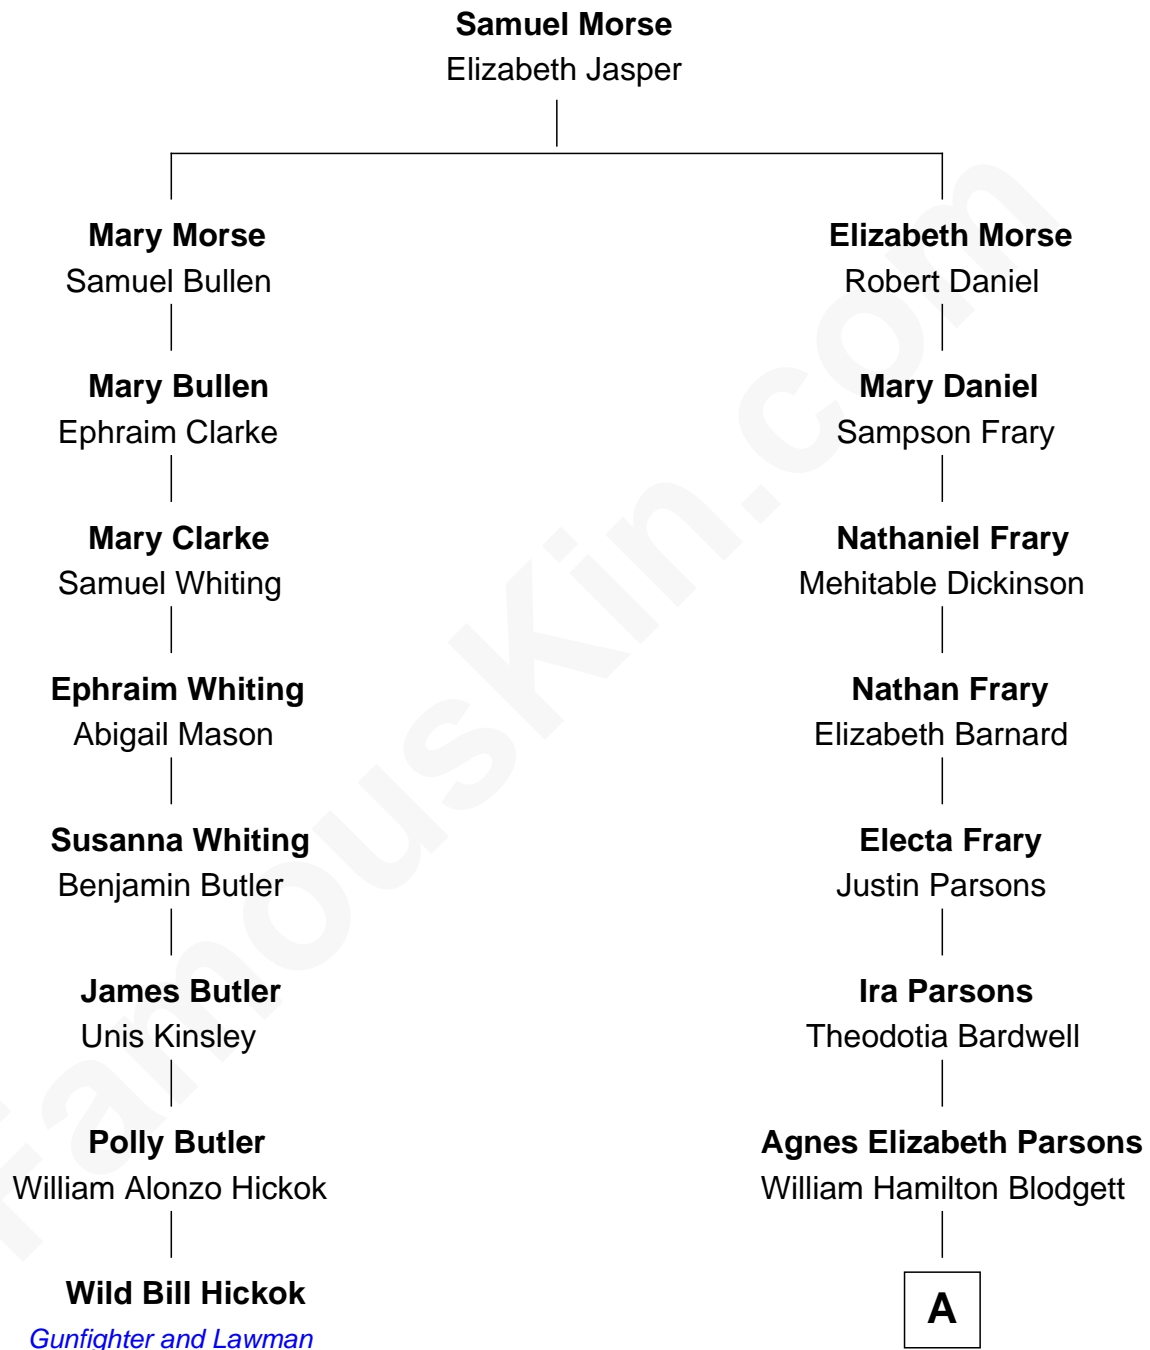 Samuel Morse
Elizabeth Jasper
Mary Morse
Samuel Bullen
Elizabeth Morse
Robert Daniel
Mary Bullen
Ephraim Clarke
Mary Daniel
Sampson Frary
Mary Clarke
Samuel Whiting
Nathaniel Frary
Mehitable Dickinson
Ephraim Whiting
Abigail Mason
Nathan Frary
Elizabeth Barnard
Susanna Whiting
Benjamin Butler
Electa Frary
Justin Parsons
James Butler
Unis Kinsley
Ira Parsons
Theodotia Bardwell
Polly Butler
William Alonzo Hickok
Agnes Elizabeth Parsons
William Hamilton Blodgett
Wild Bill Hickok
Gunfighter and Lawman
A
FamousKin.com